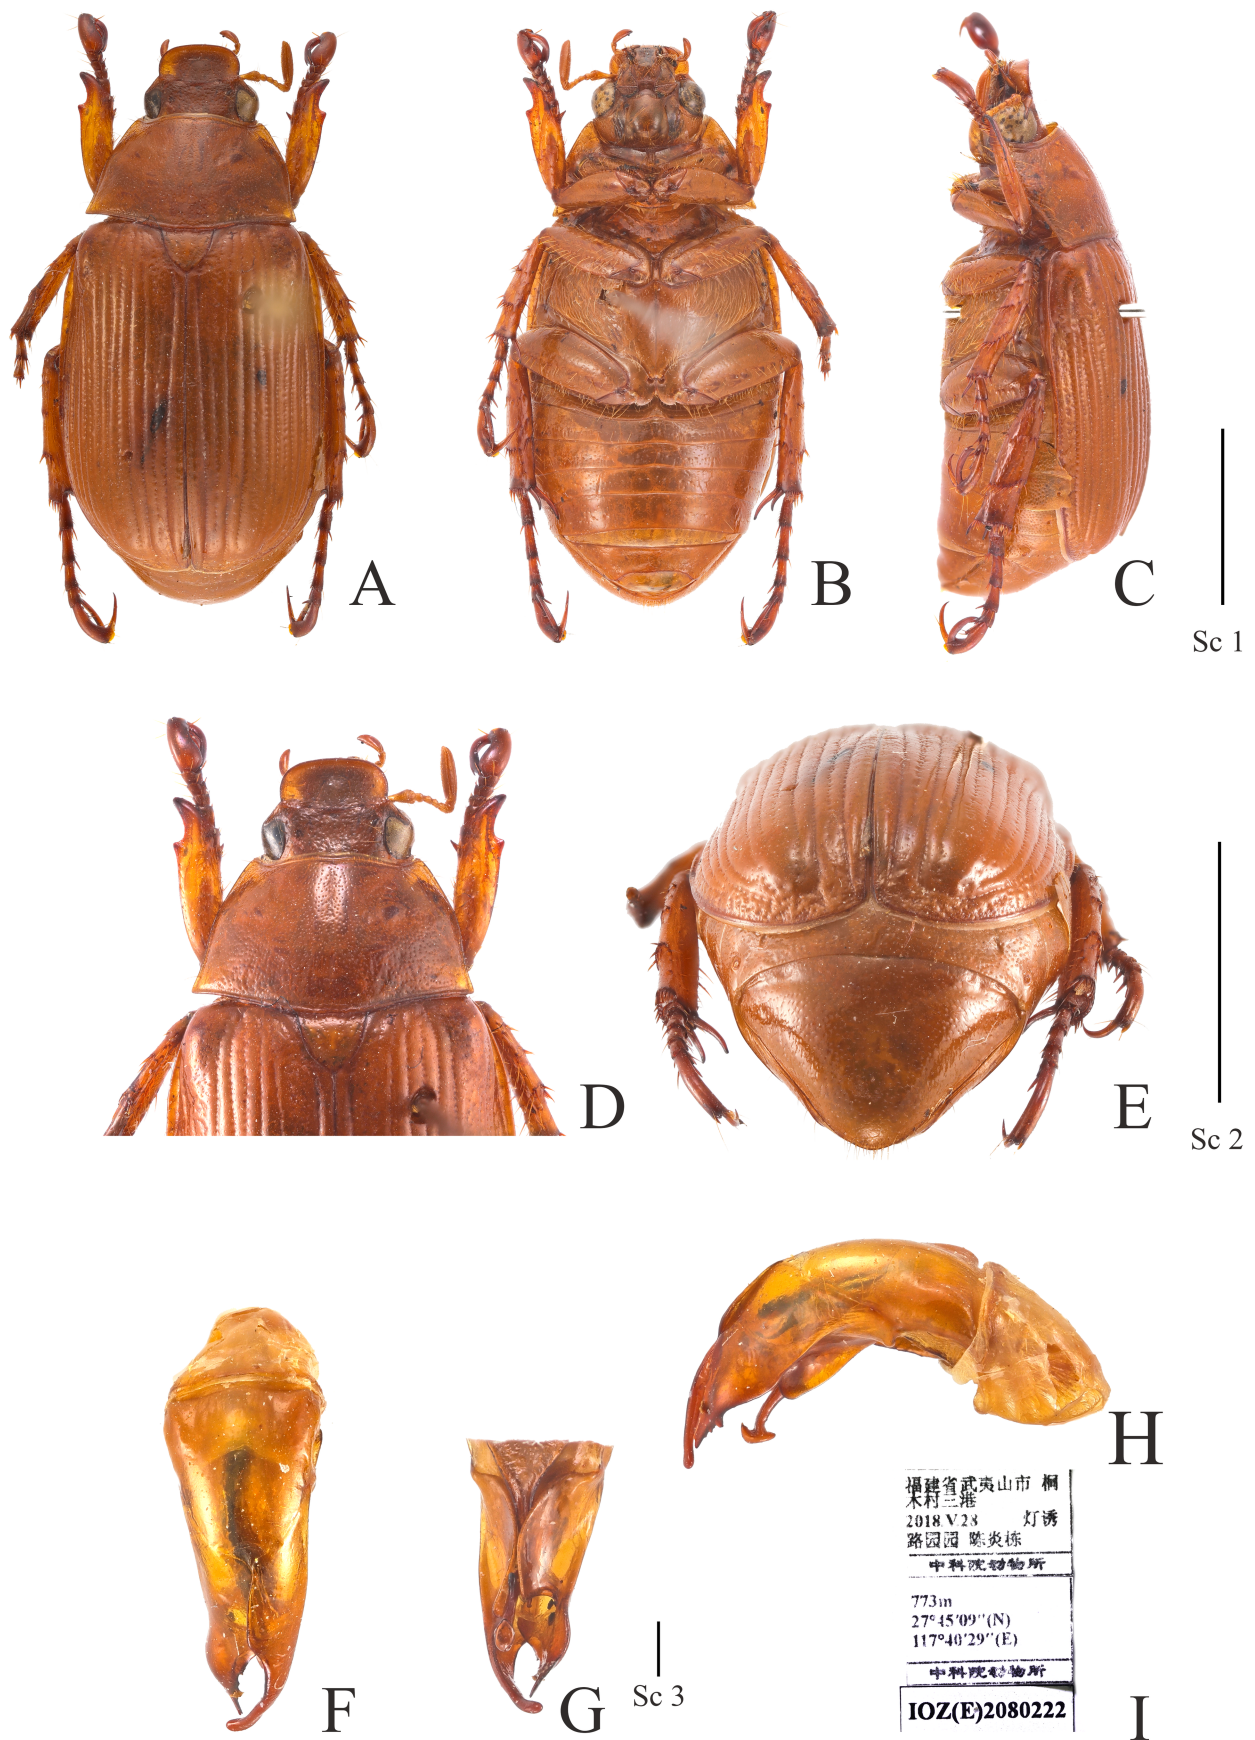 A
B
C
Sc 1
D
E
Sc 2
F
G
Sc 3
H
福建省武夷山市 桐
木村三港
2018.V.28 灯诱
路园园 陈炎栋
中科院动物所
773m
27°45′09″(N)
117°40′29″(E)
中科院动物所
IOZ(E)2080222
I